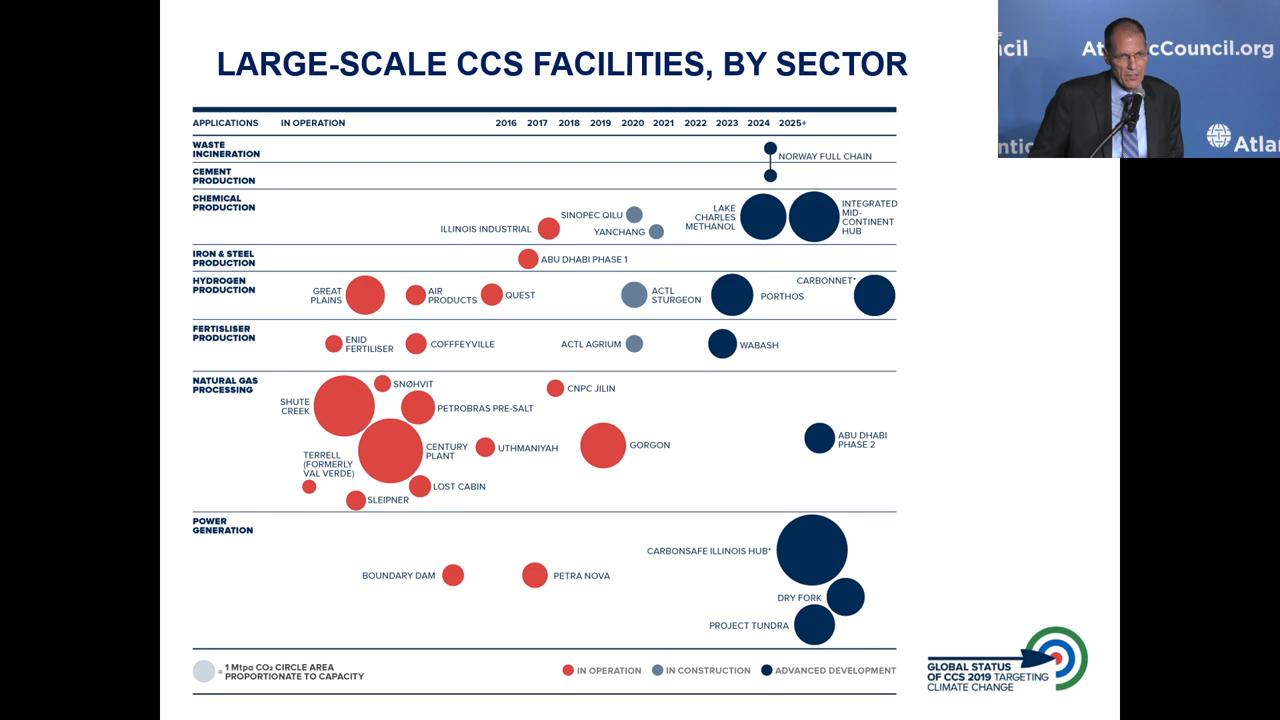 LARGE-SCALE CCS FACILITIES, BY SECTOR
cil
AtlanticCouncil.org
ntic
Atla
APPLICATIONS IN OPERATION 2016 2017 2018 2019 2020 2021 2022 2023 2024 2025+
WASTE
INCINERATION
NORWAY FULL CHAIN
CEMENT
PRODUCTION
CHEMICAL
PRODUCTION
ILLINOIS INDUSTRIAL
SINOPEC QILU
YANCHANG
LAKE
CHARLES
METHANOL
INTEGRATED
MID-
CONTINENT
HUB
IRON & STEEL
PRODUCTION
ABU DHABI PHASE 1
HYDROGEN
PRODUCTION
GREAT
PLAINS
AIR
PRODUCTS
QUEST
ACTL
STURGEON
PORTHOS
CARBONNET*
FERTISLISER
PRODUCTION
ENID
FERTILISER
COFFFEYVILLE
ACTL AGRIUM
WABASH
NATURAL GAS
PROCESSING
SHUTE
CREEK
SNØHVIT
PETROBRAS PRE-SALT
CNPC JILIN
CENTURY
PLANT
UTHMANIYAH
GORGON
ABU DHABI
PHASE 2
TERRELL
(FORMERLY
VAL VERDE)
LOST CABIN
SLEIPNER
POWER
GENERATION
CARBONSAFE ILLINOIS HUB*
BOUNDARY DAM
PETRA NOVA
DRY FORK
PROJECT TUNDRA
= 1 Mtpa CO₂ CIRCLE AREA
PROPORTIONATE TO CAPACITY
IN OPERATION IN CONSTRUCTION ADVANCED DEVELOPMENT
GLOBAL STATUS
OF CCS 2019 TARGETING
CLIMATE CHANGE